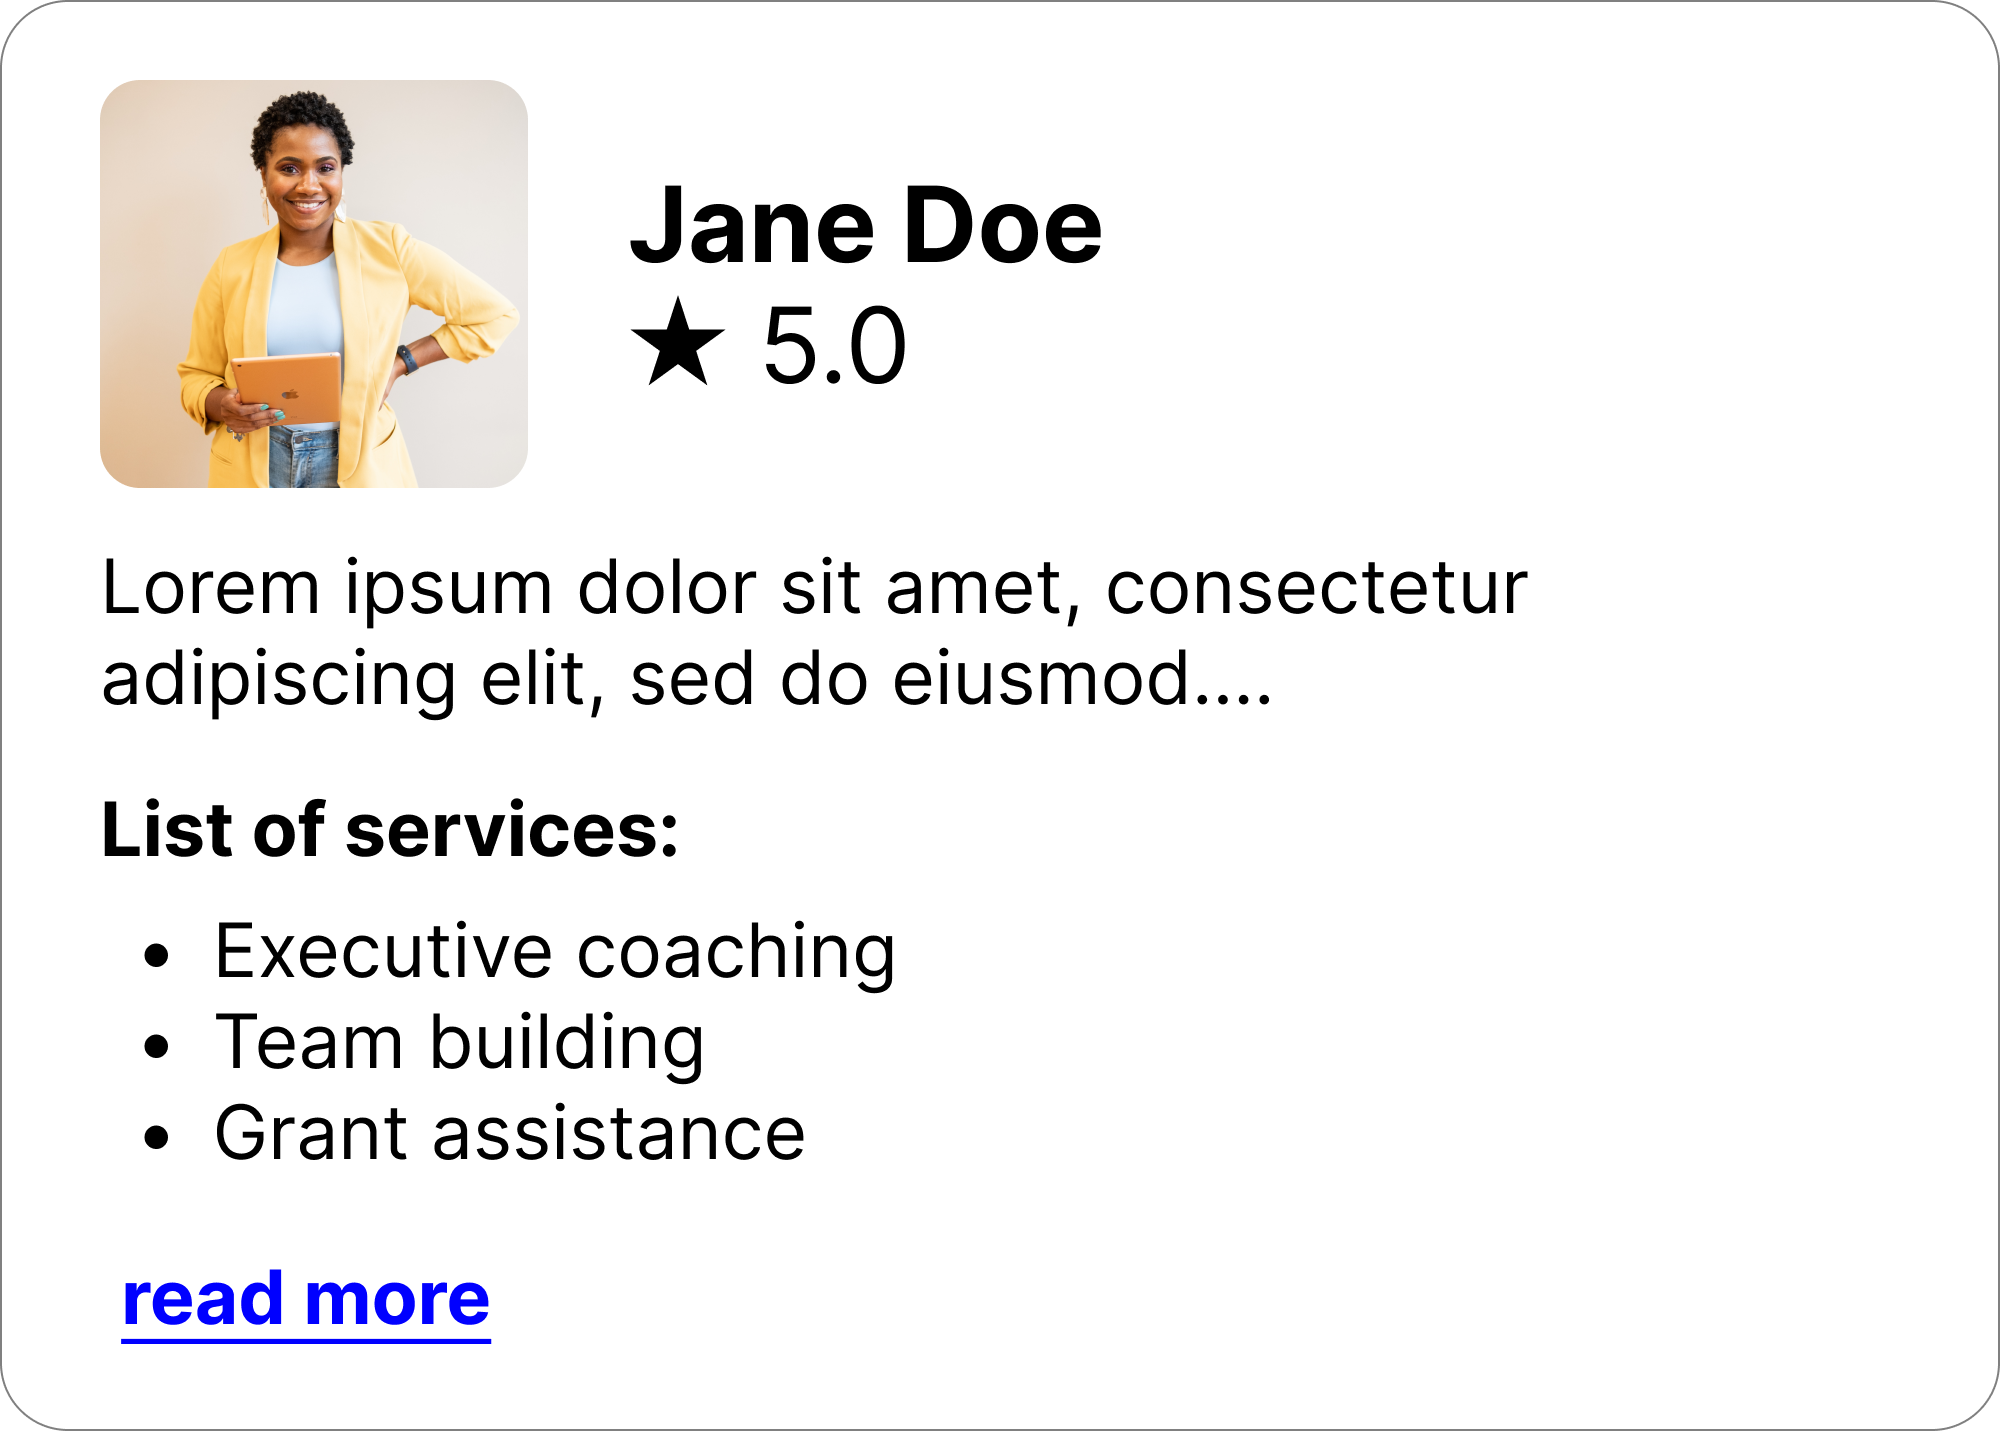 Jane Doe
★ 5.0
Lorem ipsum dolor sit amet, consectetur
adipiscing elit, sed do eiusmod....
List of services:
• Executive coaching
• Team building
• Grant assistance
read more